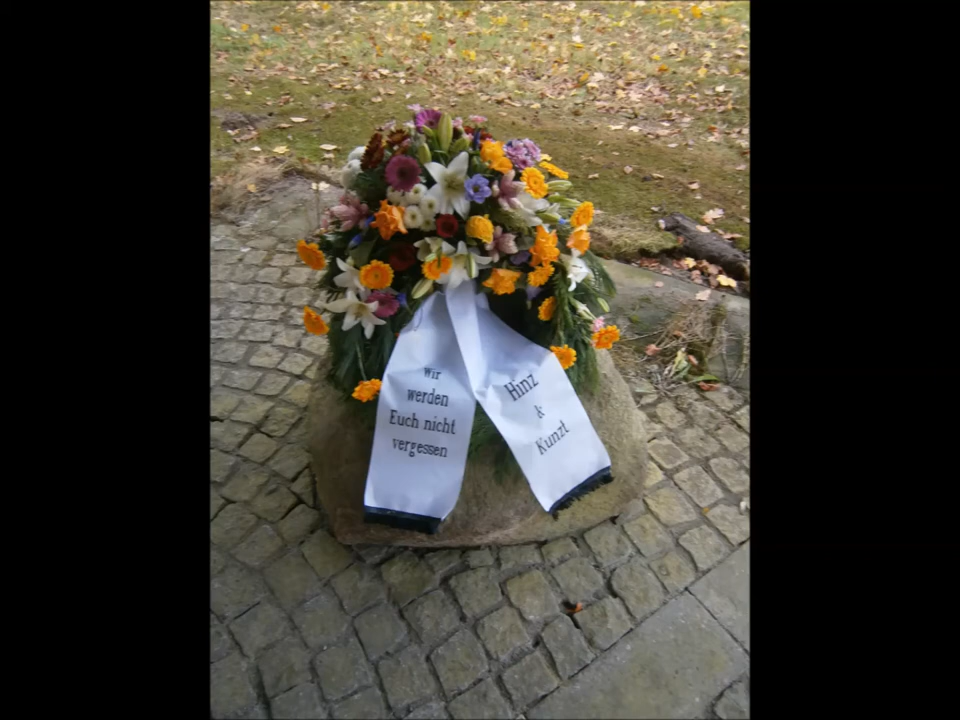 wir
werden
Euch nicht
vergessen
Hinz
&
Kunzt